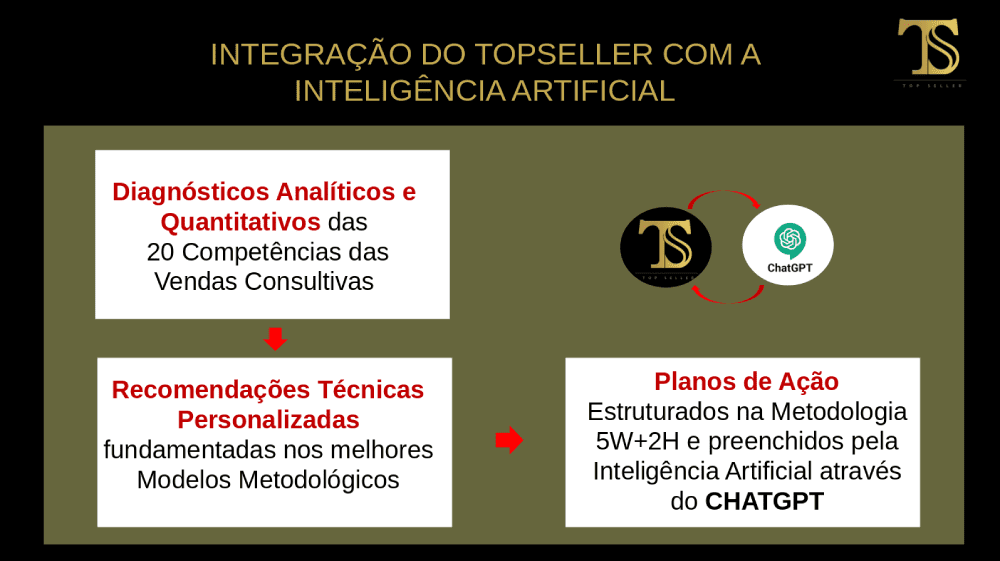 INTEGRAÇÃO DO TOPSELLER COM A
INTELIGÊNCIA ARTIFICIAL
TS
TOP SELLER
Diagnósticos Analíticos e
Quantitativos das
20 Competências das
Vendas Consultivas
TS
TOP SELLER
ChatGPT
Recomendações Técnicas
Personalizadas
fundamentadas nos melhores
Modelos Metodológicos
Planos de Ação
Estruturados na Metodologia
5W+2H e preenchidos pela
Inteligência Artificial através
do CHATGPT